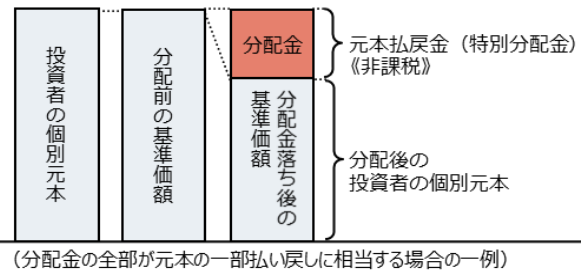 投資者の個別元本
分配前の基準価額
分配金
分配金落ち後の
基準価額
元本払戻金（特別分配金）
《非課税》
分配後の
投資者の個別元本
（分配金の全部が元本の一部払い戻しに相当する場合の一例）